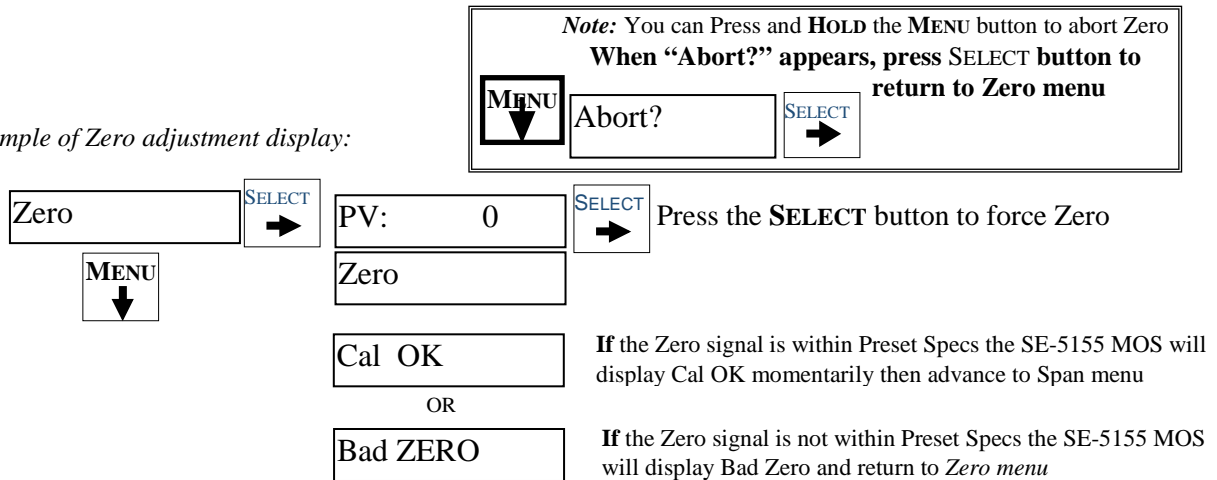 Note: You can Press and HOLD the MENU button to abort Zero
When “Abort?” appears, press SELECT button to
return to Zero menu
MENU
Abort?
SELECT
of Zero adjustment display:
Zero
SELECT
PV: 0
SELECT
Press the SELECT button to force Zero
MENU
Zero
Cal OK
If the Zero signal is within Preset Specs the SE-5155 MOS will
display Cal OK momentarily then advance to Span menu
OR
Bad ZERO
If the Zero signal is not within Preset Specs the SE-5155 MOS
will display Bad Zero and return to Zero menu